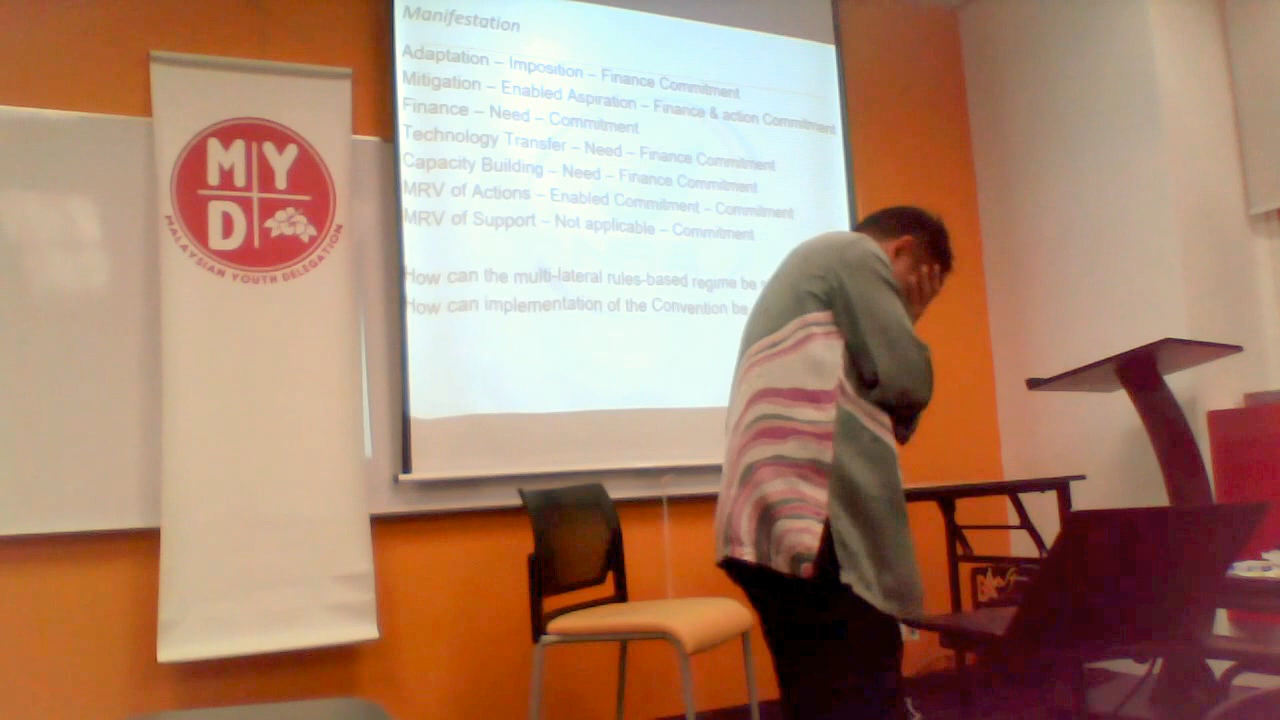 Manifestation
Adaptation – Imposition – Finance Commitment
Mitigation – Enabled Aspiration – Finance & action Commitment
Finance – Need – Commitment
Technology Transfer – Need – Finance Commitment
Capacity Building – Need – Finance Commitment
MRV of Actions – Enabled Commitment – Commitment
MRV of Support – Not applicable – Commitment
How can the multi-lateral rules-based regime be
How can implementation of the Convention be
M Y
D
MALAYSIAN YOUTH DELEGATION